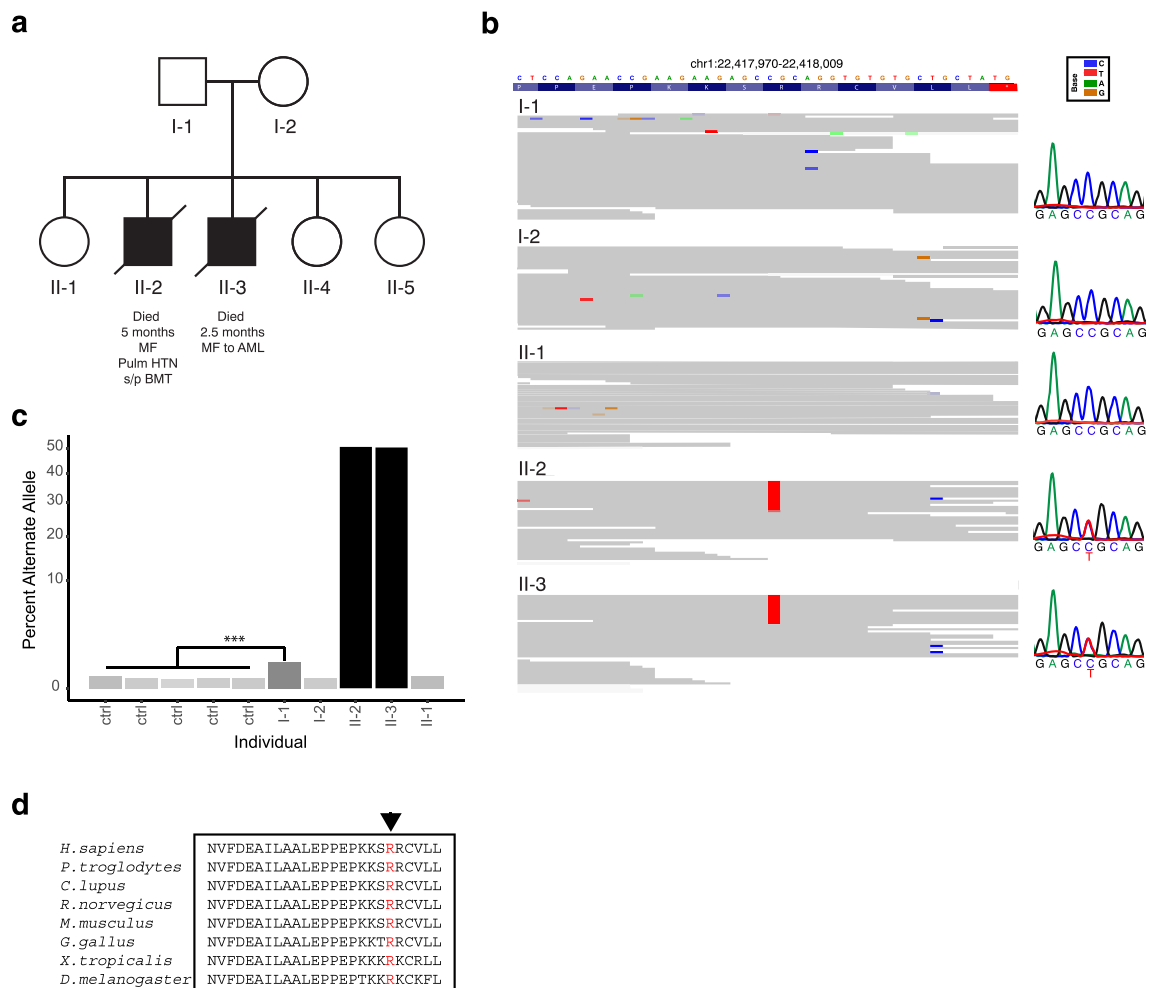 a
I-1
I-2
II-1
II-2
II-3
II-4
II-5
Died
5 months
MF
Pulm HTN
s/p BMT
Died
2.5 months
MF to AML
b
chr1:22,417,970-22,418,009
C T C C A G A A C C G A A G A A G A G C C G C A G G T G T G T G C T G C T A T G
P P E P K K S R R C V L L *
Base
C
T
A
G
I-1
G A G C C G C A G
I-2
G A G C C G C A G
II-1
G A G C C G C A G
II-2
G A G C C G C A G
T
II-3
G A G C C G C A G
T
c
Percent Alternate Allele
50
40
30
20
10
0
***
ctrl ctrl ctrl ctrl ctrl I-1 I-2 II-2 II-3 II-1
Individual
d
H.sapiens NVFDEAILAALEPPEPKKSRRCVLL
P.troglodytes NVFDEAILAALEPPEPKKSRRCVLL
C.lupus NVFDEAILAALEPPEPKKSRRCVLL
R.norvegicus NVFDEAILAALEPPEPKKSRRCVLL
M.musculus NVFDEAILAALEPPEPKKSRRCVLL
G.gallus NVFDEAILAALEPPEPKKTRRCVLL
X.tropicalis NVFDEAILAALEPPEPKKKRKCRLL
D.melanogaster NVFDEAILAALEPPEPTKKRKCKFL